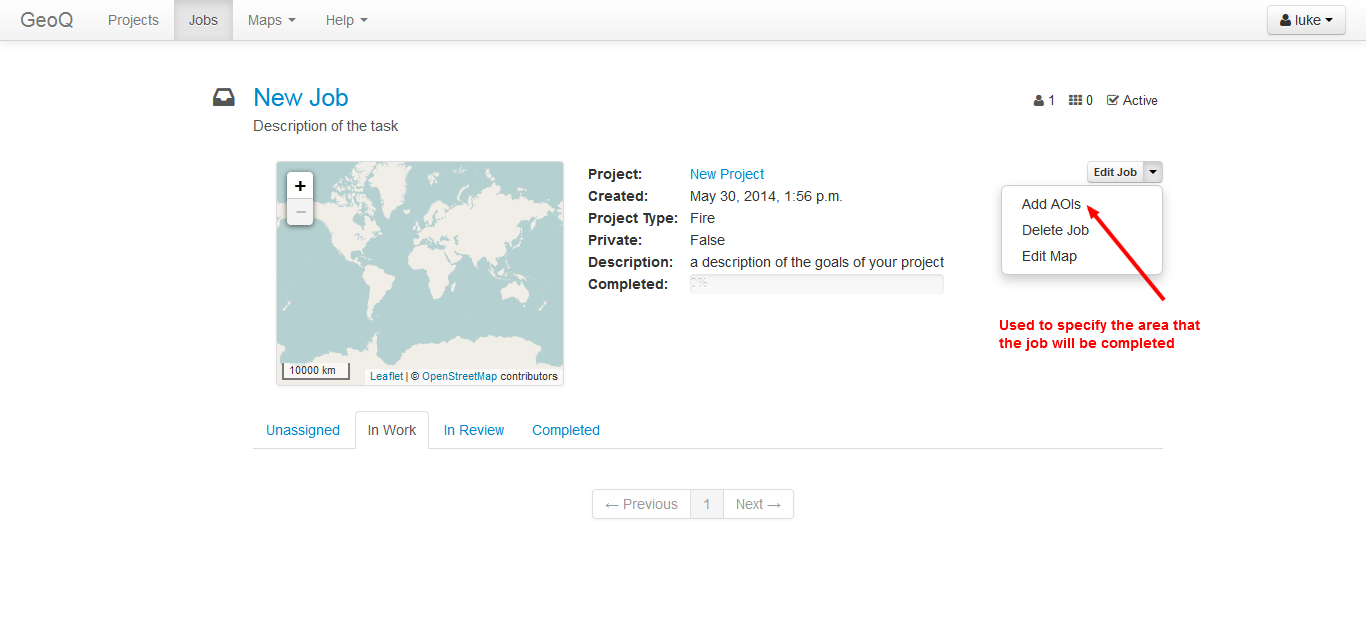 GeoQ Projects Jobs Maps Help luke
New Job 1 0 Active
Description of the task
+
−
10000 km
Leaflet | © OpenStreetMap contributors
Project: New Project
Created: May 30, 2014, 1:56 p.m.
Project Type: Fire
Private: False
Description: a description of the goals of your project
Completed: 0%
Edit Job
Add AOIs
Delete Job
Edit Map
Used to specify the area that
the job will be completed
Unassigned In Work In Review Completed
← Previous 1 Next →